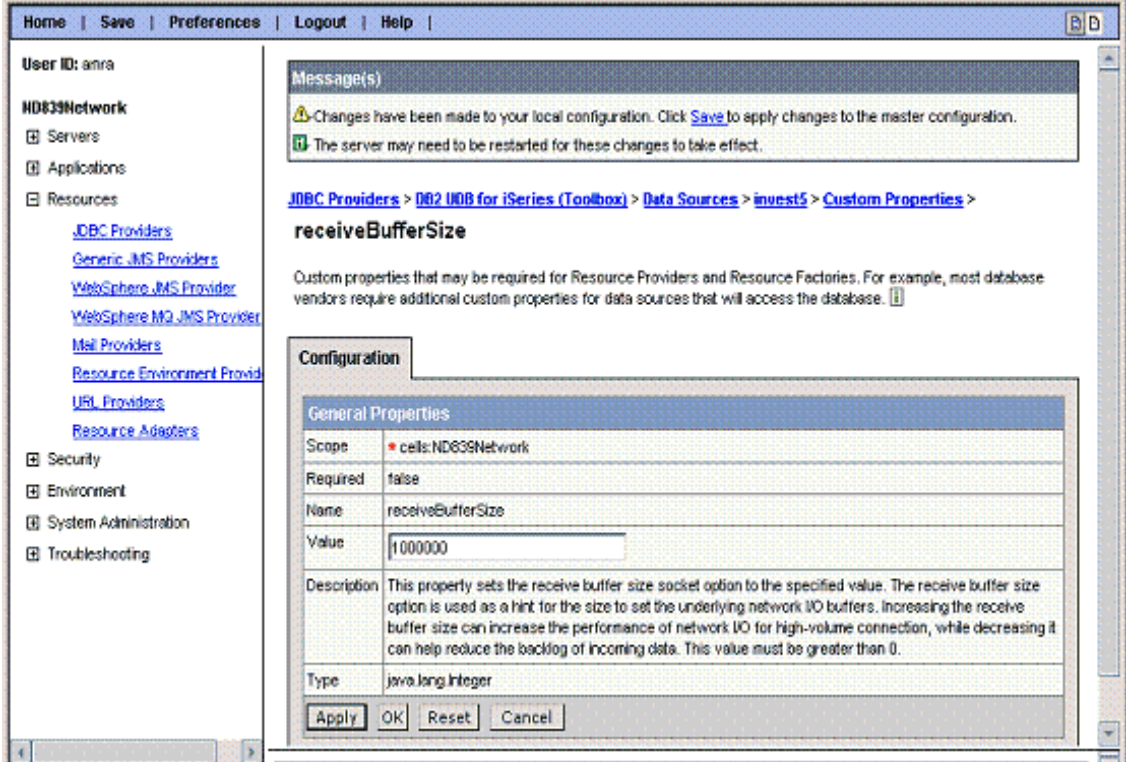 Home | Save | Preferences | Logout | Help |
User ID: amra
ND839Network
Servers
Applications
Resources
JDBC Providers
Generic JMS Providers
WebSphere JMS Provider
WebSphere MQ JMS Provider
Mail Providers
Resource Environment Provid
URL Providers
Resource Adapters
Security
Environment
System Administration
Troubleshooting
Message(s)
Changes have been made to your local configuration. Click Save to apply changes to the master configuration.
The server may need to be restarted for these changes to take effect.
JDBC Providers > DB2 UDB for iSeries (Toolbox) > Data Sources > invest5 > Custom Properties >
receiveBufferSize
Custom properties that may be required for Resource Providers and Resource Factories. For example, most database
vendors require additional custom properties for data sources that will access the database.
Configuration
General Properties
Scope * cells:ND839Network
Required false
Name receiveBufferSize
Value 1000000
Description This property sets the receive buffer size socket option to the specified value. The receive buffer size
option is used as a hint for the size to set the underlying network I/O buffers. Increasing the receive
buffer size can increase the performance of network I/O for high-volume connection, while decreasing it
can help reduce the backlog of incoming data. This value must be greater than 0.
Type java.lang.Integer
Apply OK Reset Cancel